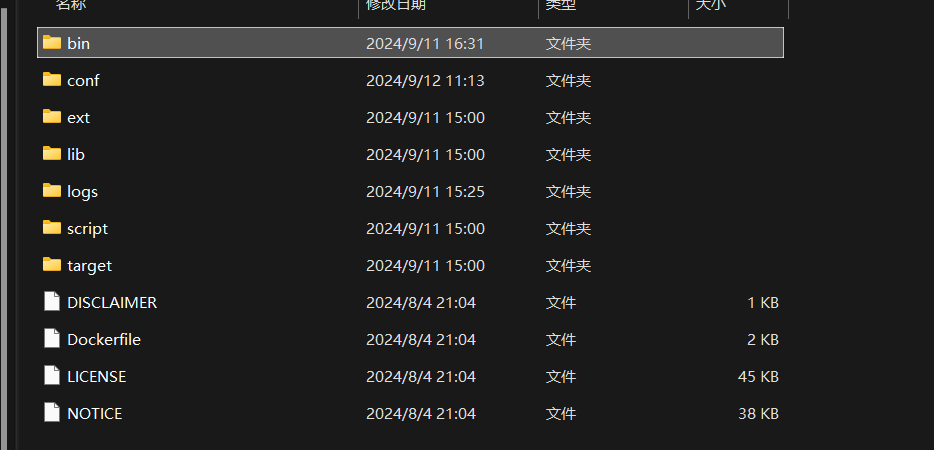 名称 修改日期 类型 大小
bin 2024/9/11 16:31 文件夹
conf 2024/9/12 11:13 文件夹
ext 2024/9/11 15:00 文件夹
lib 2024/9/11 15:00 文件夹
logs 2024/9/11 15:25 文件夹
script 2024/9/11 15:00 文件夹
target 2024/9/11 15:00 文件夹
DISCLAIMER 2024/8/4 21:04 文件 1 KB
Dockerfile 2024/8/4 21:04 文件 2 KB
LICENSE 2024/8/4 21:04 文件 45 KB
NOTICE 2024/8/4 21:04 文件 38 KB